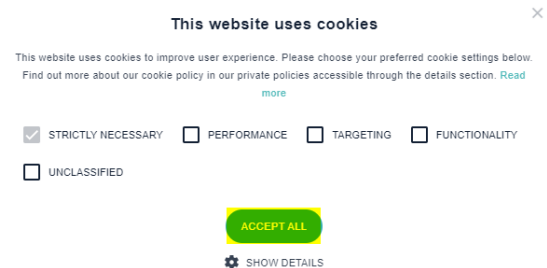 This website uses cookies
This website uses cookies to improve user experience. Please choose your preferred cookie settings below.
Find out more about our cookie policy in our private policies accessible through the details section. Read
more
STRICTLY NECESSARY PERFORMANCE TARGETING FUNCTIONALITY
UNCLASSIFIED
ACCEPT ALL
SHOW DETAILS